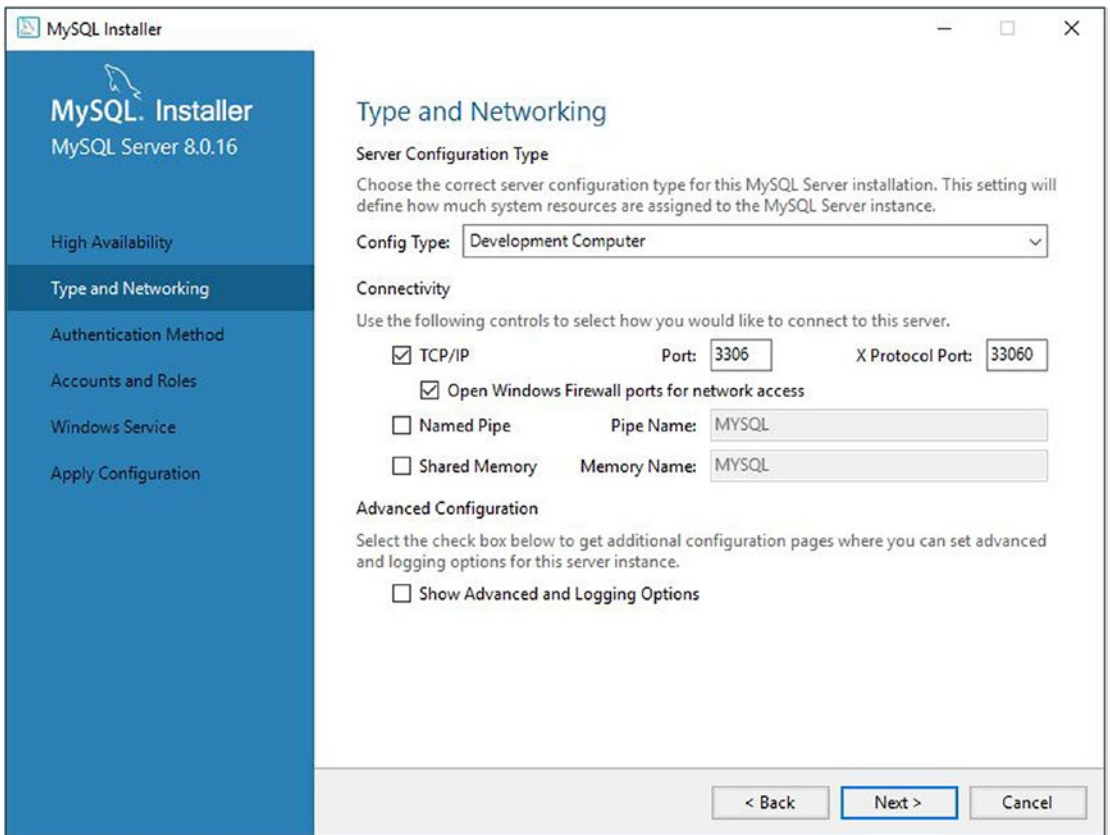 MySQL Installer
MySQL. Installer
MySQL Server 8.0.16
High Availability
Type and Networking
Authentication Method
Accounts and Roles
Windows Service
Apply Configuration
Type and Networking
Server Configuration Type
Choose the correct server configuration type for this MySQL Server installation. This setting will
define how much system resources are assigned to the MySQL Server instance.
Config Type: Development Computer
Connectivity
Use the following controls to select how you would like to connect to this server.
TCP/IP Port: 3306 X Protocol Port: 33060
Open Windows Firewall ports for network access
Named Pipe Pipe Name: MYSQL
Shared Memory Memory Name: MYSQL
Advanced Configuration
Select the check box below to get additional configuration pages where you can set advanced
and logging options for this server instance.
Show Advanced and Logging Options
< Back Next > Cancel